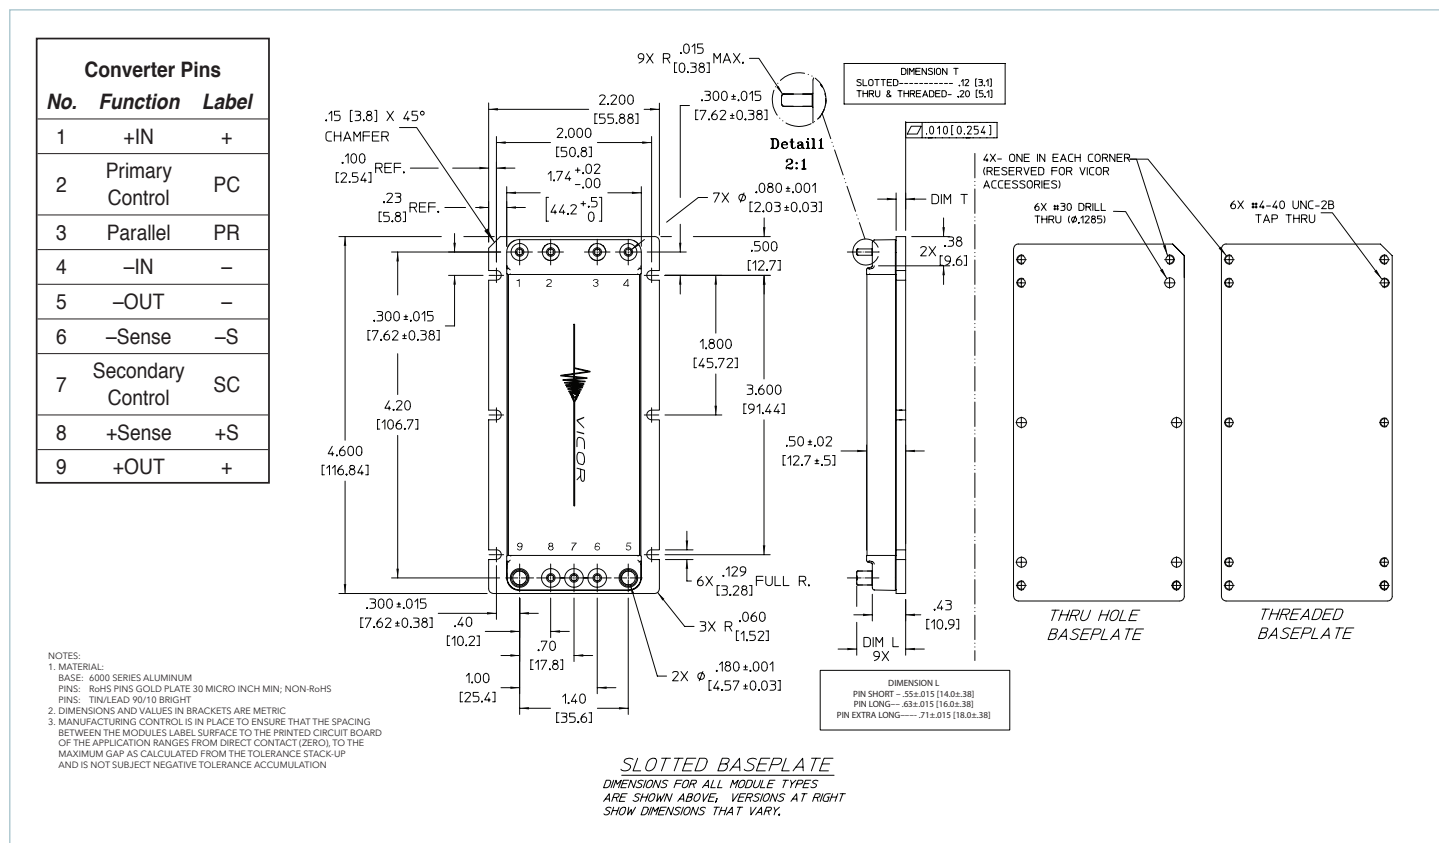 Converter Pins
No. Function Label
1 +IN +
2 Primary Control PC
3 Parallel PR
4 –IN –
5 –OUT –
6 –Sense –S
7 Secondary Control SC
8 +Sense +S
9 +OUT +
9X R .015 [0.38] MAX.
DIMENSION T
SLOTTED----------- .12 [3.1]
THRU & THREADED- .20 [5.1]
2.200
[55.88]
.300±.015
[7.62±0.38]
.15 [3.8] X 45°
CHAMFER
2.000
[50.8]
Detail1
2:1
.010[0.254]
.100
[2.54] REF.
1.74 +.02 -.00
[44.2 +.5 0]
.23
[5.8] REF.
7X Ø .080±.001
[2.03±0.03]
DIM T
4X- ONE IN EACH CORNER
(RESERVED FOR VICOR
ACCESSORIES)
6X #30 DRILL
THRU (Ø.1285)
6X #4-40 UNC-2B
TAP THRU
.500
[12.7]
2X .38
[9.6]
1 2 3 4
.300±.015
[7.62±0.38]
1.800
[45.72]
3.600
[91.44]
4.20
[106.7]
VICOR
4.600
[116.84]
.50±.02
[12.7±.5]
9 8 7 6 5
6X .129
[3.28] FULL R.
.300±.015
[7.62±0.38]
.40
[10.2]
.70
[17.8]
3X R .060
[1.52]
.43
[10.9]
DIM L
9X
1.00
[25.4]
1.40
[35.6]
2X Ø .180±.001
[4.57±0.03]
THRU HOLE
BASEPLATE
THREADED
BASEPLATE
DIMENSION L
PIN SHORT – .55±.015 [14.0±.38]
PIN LONG--- .63±.015 [16.0±.38]
PIN EXTRA LONG---- .71±.015 [18.0±.38]
NOTES:
1. MATERIAL:
BASE: 6000 SERIES ALUMINUM
PINS: RoHS PINS GOLD PLATE 30 MICRO INCH MIN; NON-RoHS
PINS: TIN/LEAD 90/10 BRIGHT
2. DIMENSIONS AND VALUES IN BRACKETS ARE METRIC
3. MANUFACTURING CONTROL IS IN PLACE TO ENSURE THAT THE SPACING
BETWEEN THE MODULES LABEL SURFACE TO THE PRINTED CIRCUIT BOARD
OF THE APPLICATION RANGES FROM DIRECT CONTACT (ZERO), TO THE
MAXIMUM GAP AS CALCULATED FROM THE TOLERANCE STACK-UP
AND IS NOT SUBJECT NEGATIVE TOLERANCE ACCUMULATION
SLOTTED BASEPLATE
DIMENSIONS FOR ALL MODULE TYPES
ARE SHOWN ABOVE, VERSIONS AT RIGHT
SHOW DIMENSIONS THAT VARY.